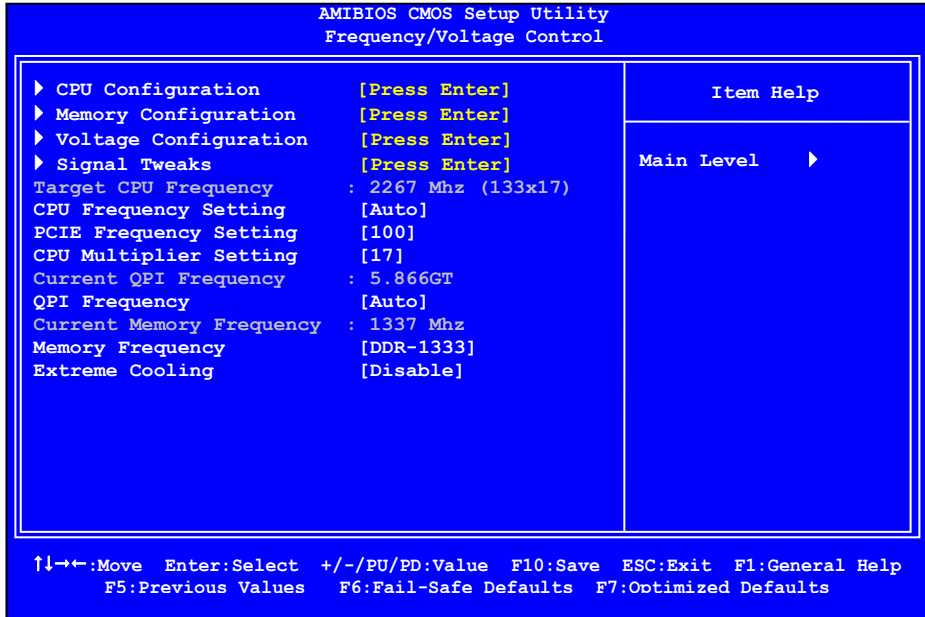 AMIBIOS CMOS Setup Utility
Frequency/Voltage Control
CPU Configuration [Press Enter]
Memory Configuration [Press Enter]
Voltage Configuration [Press Enter]
Signal Tweaks [Press Enter]
Target CPU Frequency : 2267 Mhz (133x17)
CPU Frequency Setting [Auto]
PCIE Frequency Setting [100]
CPU Multiplier Setting [17]
Current QPI Frequency : 5.866GT
QPI Frequency [Auto]
Current Memory Frequency : 1337 Mhz
Memory Frequency [DDR-1333]
Extreme Cooling [Disable]
Item Help
Main Level
↑↓→←:Move Enter:Select +/-/PU/PD:Value F10:Save ESC:Exit F1:General Help
F5:Previous Values F6:Fail-Safe Defaults F7:Optimized Defaults